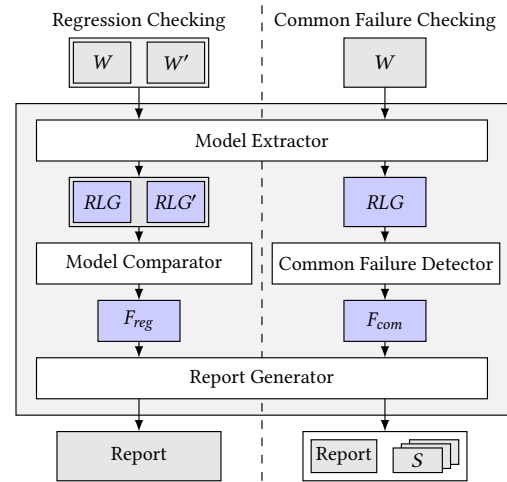 Regression Checking Common Failure Checking
W W′ W
Model Extractor
RLG RLG′ RLG
Model Comparator Common Failure Detector
F_reg F_com
Report Generator
Report Report S